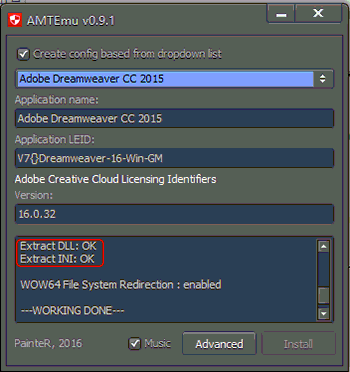 AMTEmu v0.9.1
Create config based from dropdown list
Adobe Dreamweaver CC 2015
Application name:
Adobe Dreamweaver CC 2015
Application LEID:
V7{}Dreamweaver-16-Win-GM
Adobe Creative Cloud Licensing Identifiers
Version:
16.0.32
Extract DLL: OK
Extract INI: OK
WOW64 File System Redirection : enabled
---WORKING DONE---
PainteR, 2016 Music Advanced Install